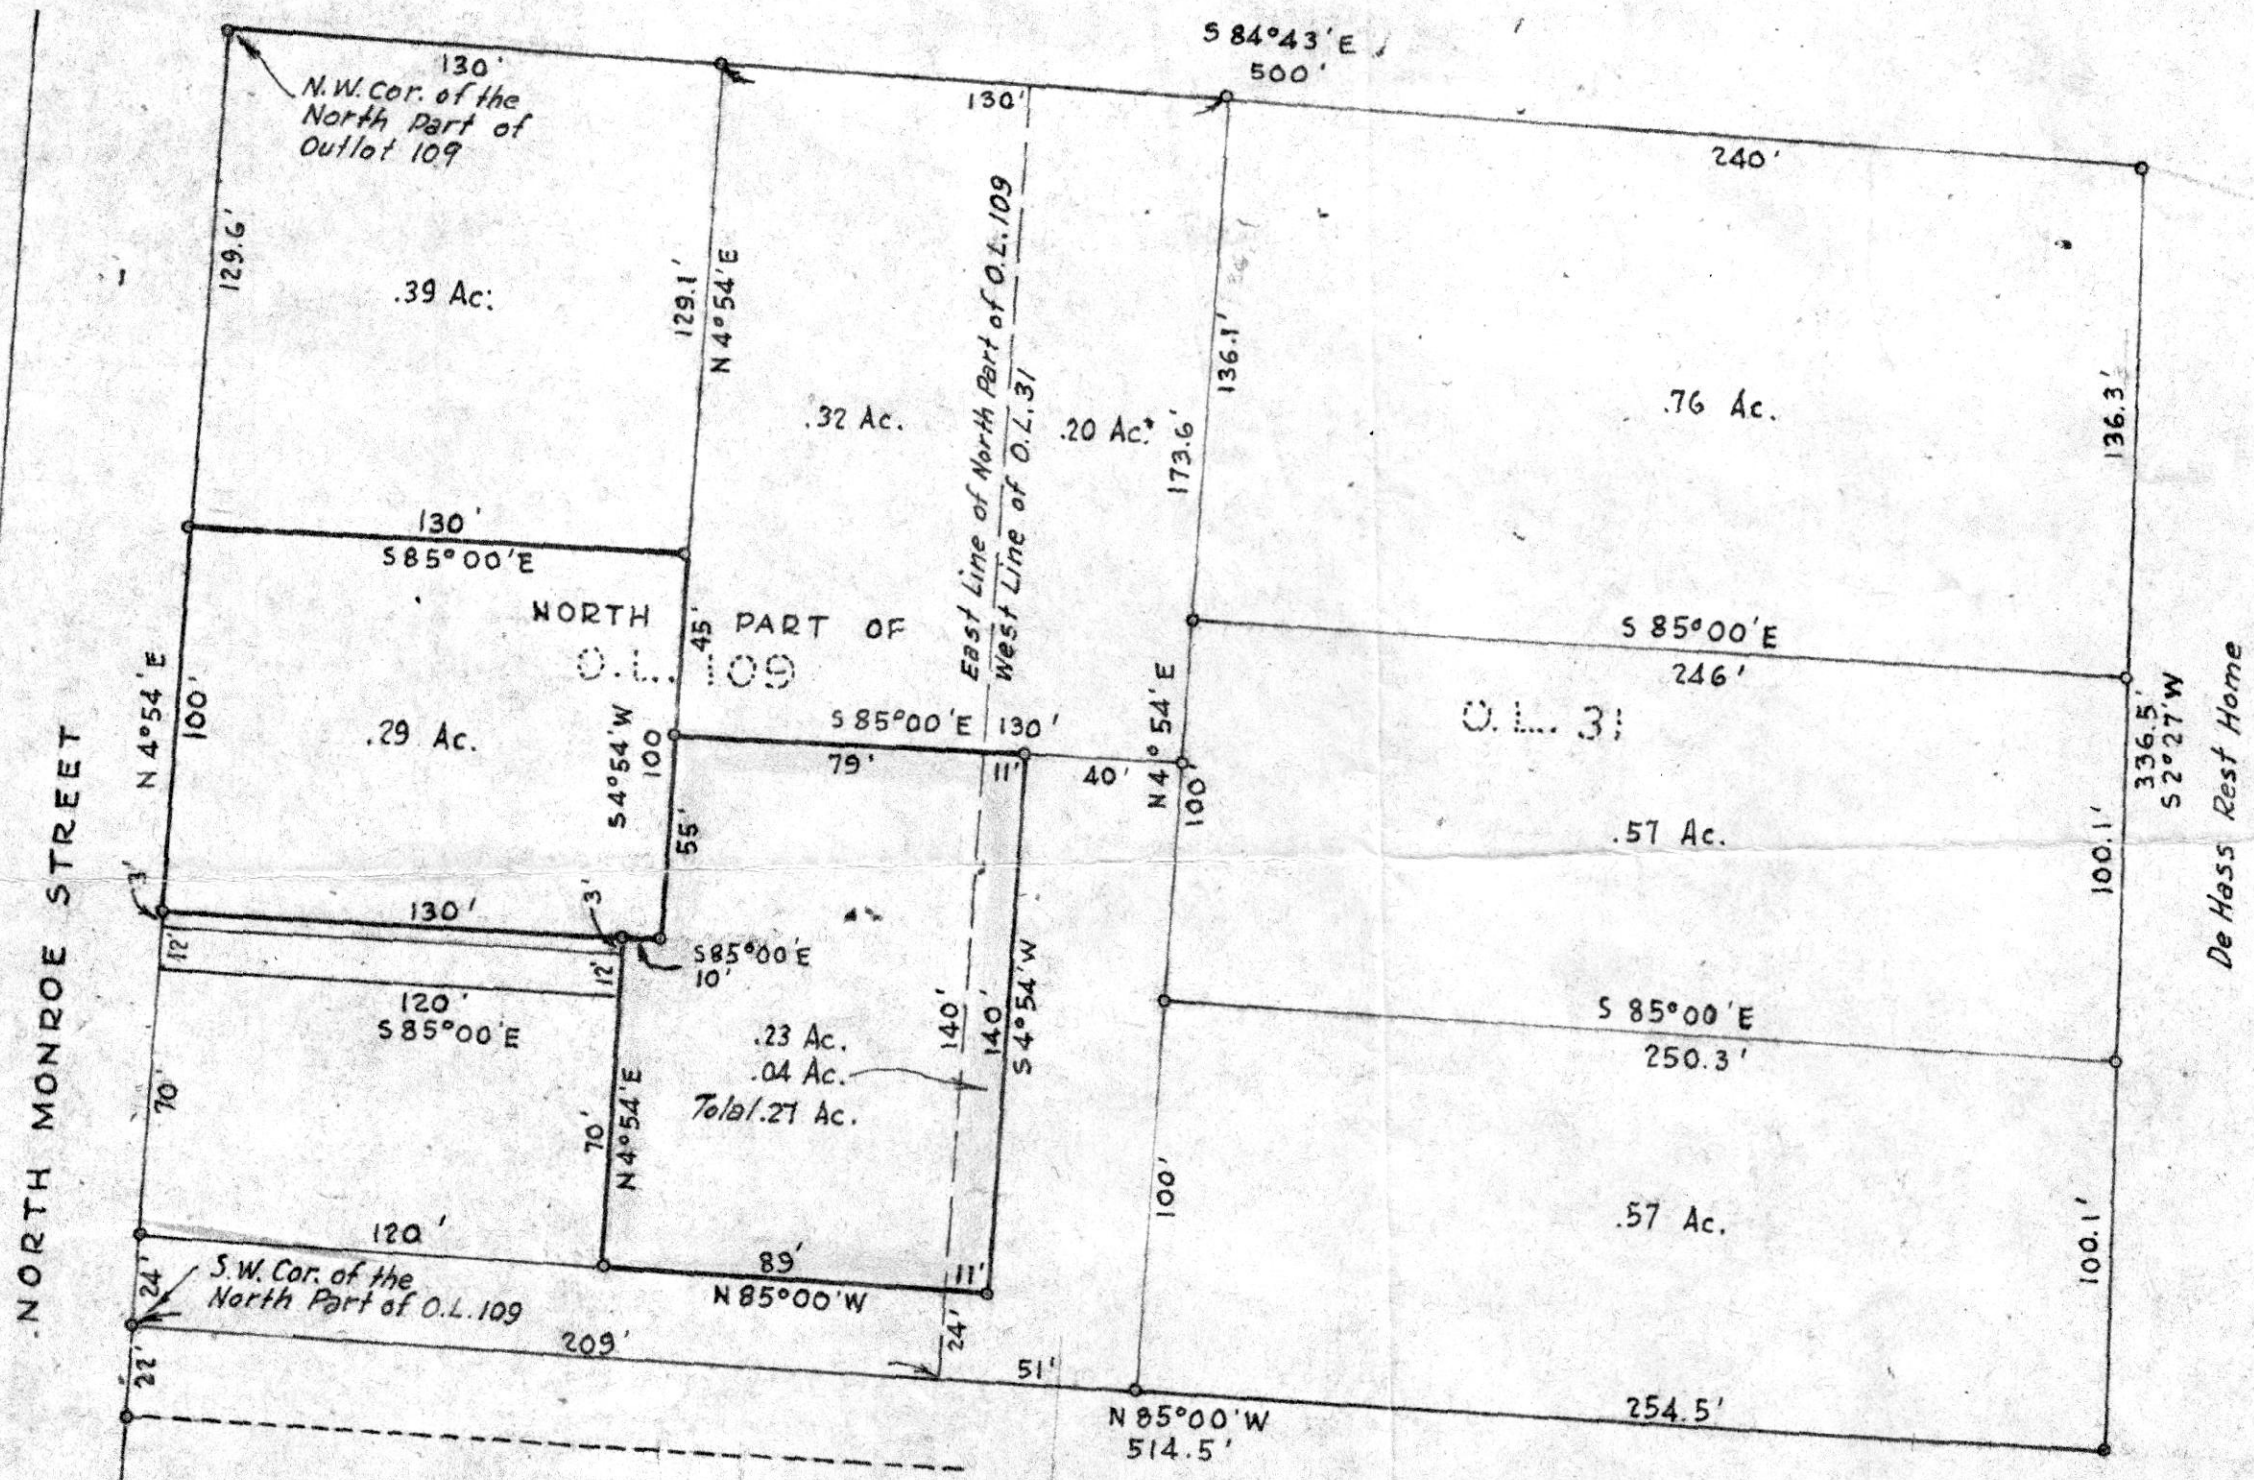 S 84°43'E
500'
130'
N.W. Cor. of the
North Part of
Outlot 109
130'
240'
129.6'
.39 Ac.
129.1'
N 4°54'E
East Line of North Part of O.L.109
West Line of O.L.31
.32 Ac.
.20 Ac.
136.1'
173.6'
.76 Ac.
136.3'
130'
S 85°00'E
NORTH PART OF
O.L. 109
45'
S 85°00'E
246'
N 4°54'E
100'
.29 Ac.
S 4°54'W
100
S 85°00'E 130'
79'
11'
40'
N 4°54'E
100'
O.L. 31
.57 Ac.
336.5'
S 2°27'W
De Hass Rest Home
100.1'
55'
3'
130'
3'
12'
12'
S 85°00'E
10'
120'
S 85°00'E
NORTH MONROE STREET
70'
70'
N 4°54'E
.23 Ac.
.04 Ac.
Total .27 Ac.
140'
140'
S 4°54'W
S 85°00'E
250.3'
100'
.57 Ac.
100.1'
120'
24'
S.W. Cor. of the
North Part of O.L.109
89'
11'
N 85°00'W
24'
22'
209'
51'
N 85°00'W
514.5'
254.5'